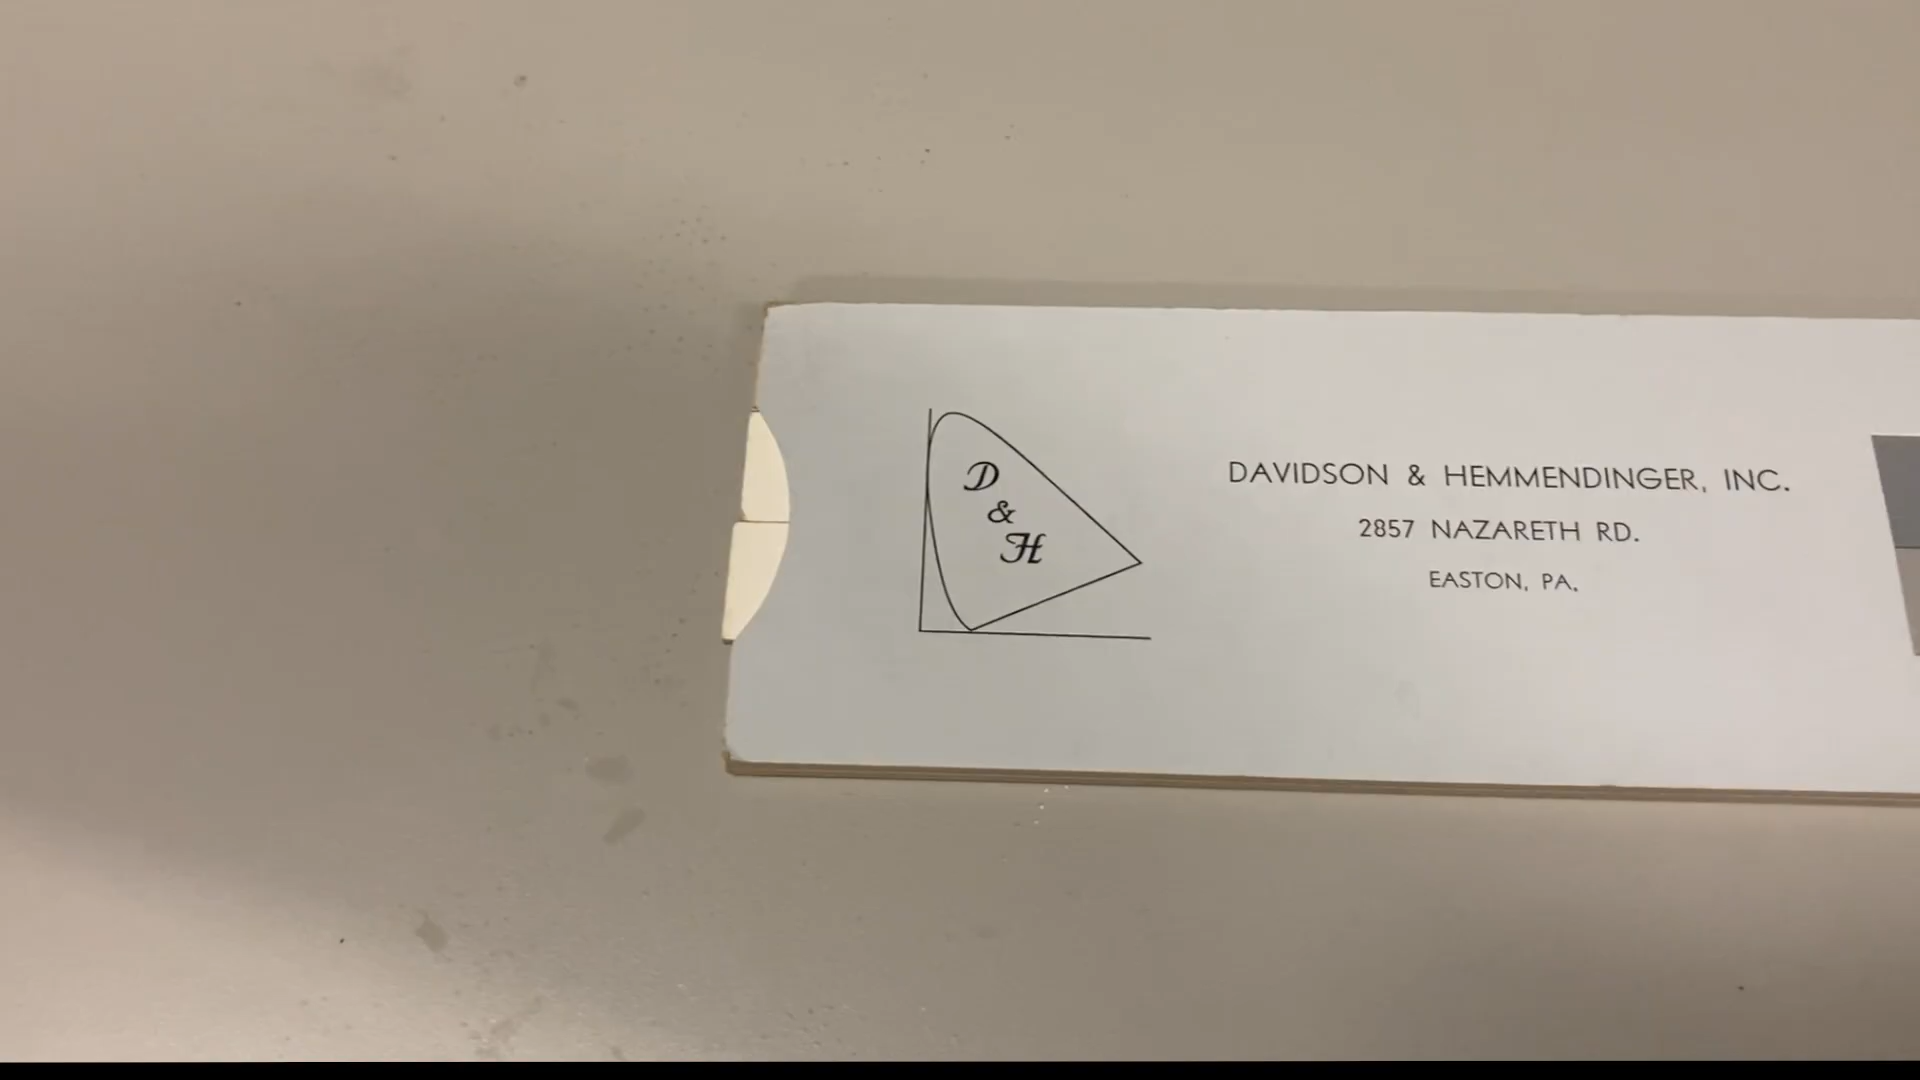 D
&
H
DAVIDSON & HEMMENDINGER, INC.
2857 NAZARETH RD.
EASTON, PA.